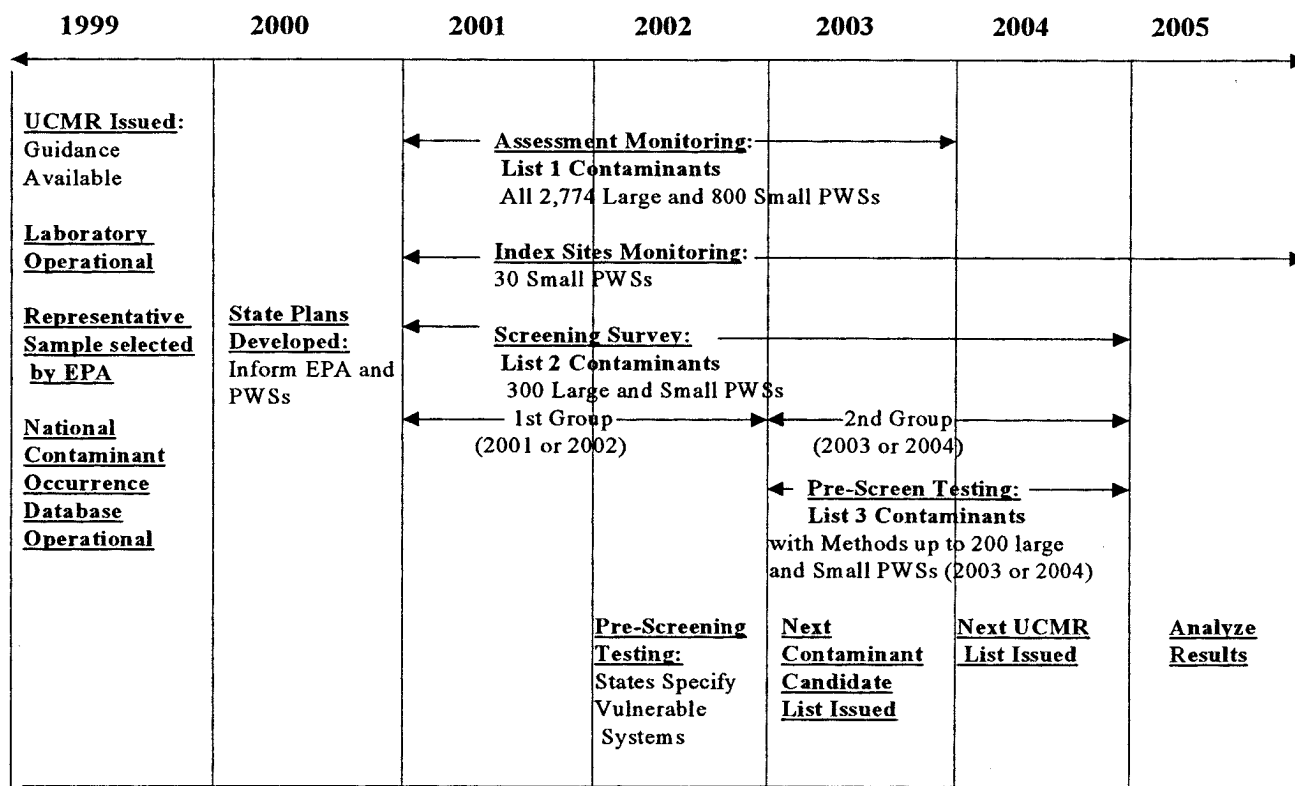 1999 2000 2001 2002 2003 2004 2005
UCMR Issued:
Guidance
Available
Laboratory
Operational
Representative
Sample selected
by EPA
National
Contaminant
Occurrence
Database
Operational
State Plans
Developed:
Inform EPA and
PWSs
Assessment Monitoring:
List 1 Contaminants
All 2,774 Large and 800 Small PWSs
Index Sites Monitoring:
30 Small PWSs
Screening Survey:
List 2 Contaminants
300 Large and Small PWSs
1st Group
(2001 or 2002)
2nd Group
(2003 or 2004)
Pre-Screen Testing:
List 3 Contaminants
with Methods up to 200 large
and Small PWSs (2003 or 2004)
Pre-Screening
Testing:
States Specify
Vulnerable
Systems
Next
Contaminant
Candidate
List Issued
Next UCMR
List Issued
Analyze
Results